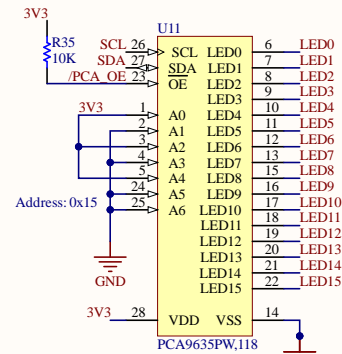 3V3
U11
R35
10K
SCL 26 SCL LED0 6 LED0
SDA 27 SDA LED1 7 LED1
/PCA_OE 23 OE LED2 8 LED2
LED3 9 LED3
3V3 1 A0 LED4 10 LED4
2 A1 LED5 11 LED5
3 A2 LED6 12 LED6
4 A3 LED7 13 LED7
5 A4 LED8 15 LED8
24 A5 LED9 16 LED9
Address: 0x15 25 A6 LED10 17 LED10
LED11 18 LED11
LED12 19 LED12
LED13 20 LED13
GND LED14 21 LED14
LED15 22 LED15
3V3 28 VDD VSS 14
PCA9635PW,118